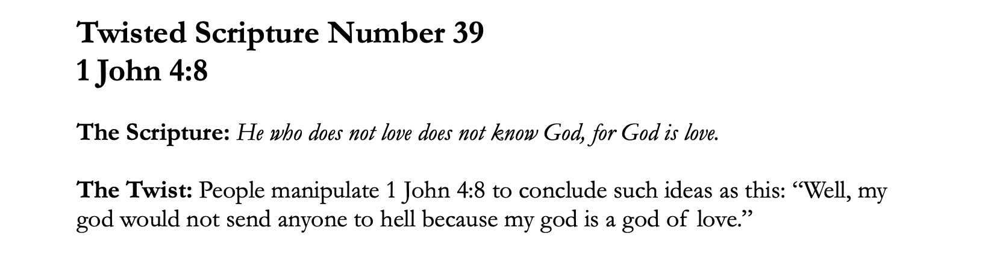 Twisted Scripture Number 39
1 John 4:8
The Scripture: He who does not love does not know God, for God is love.
The Twist: People manipulate 1 John 4:8 to conclude such ideas as this: “Well, my
god would not send anyone to hell because my god is a god of love.”